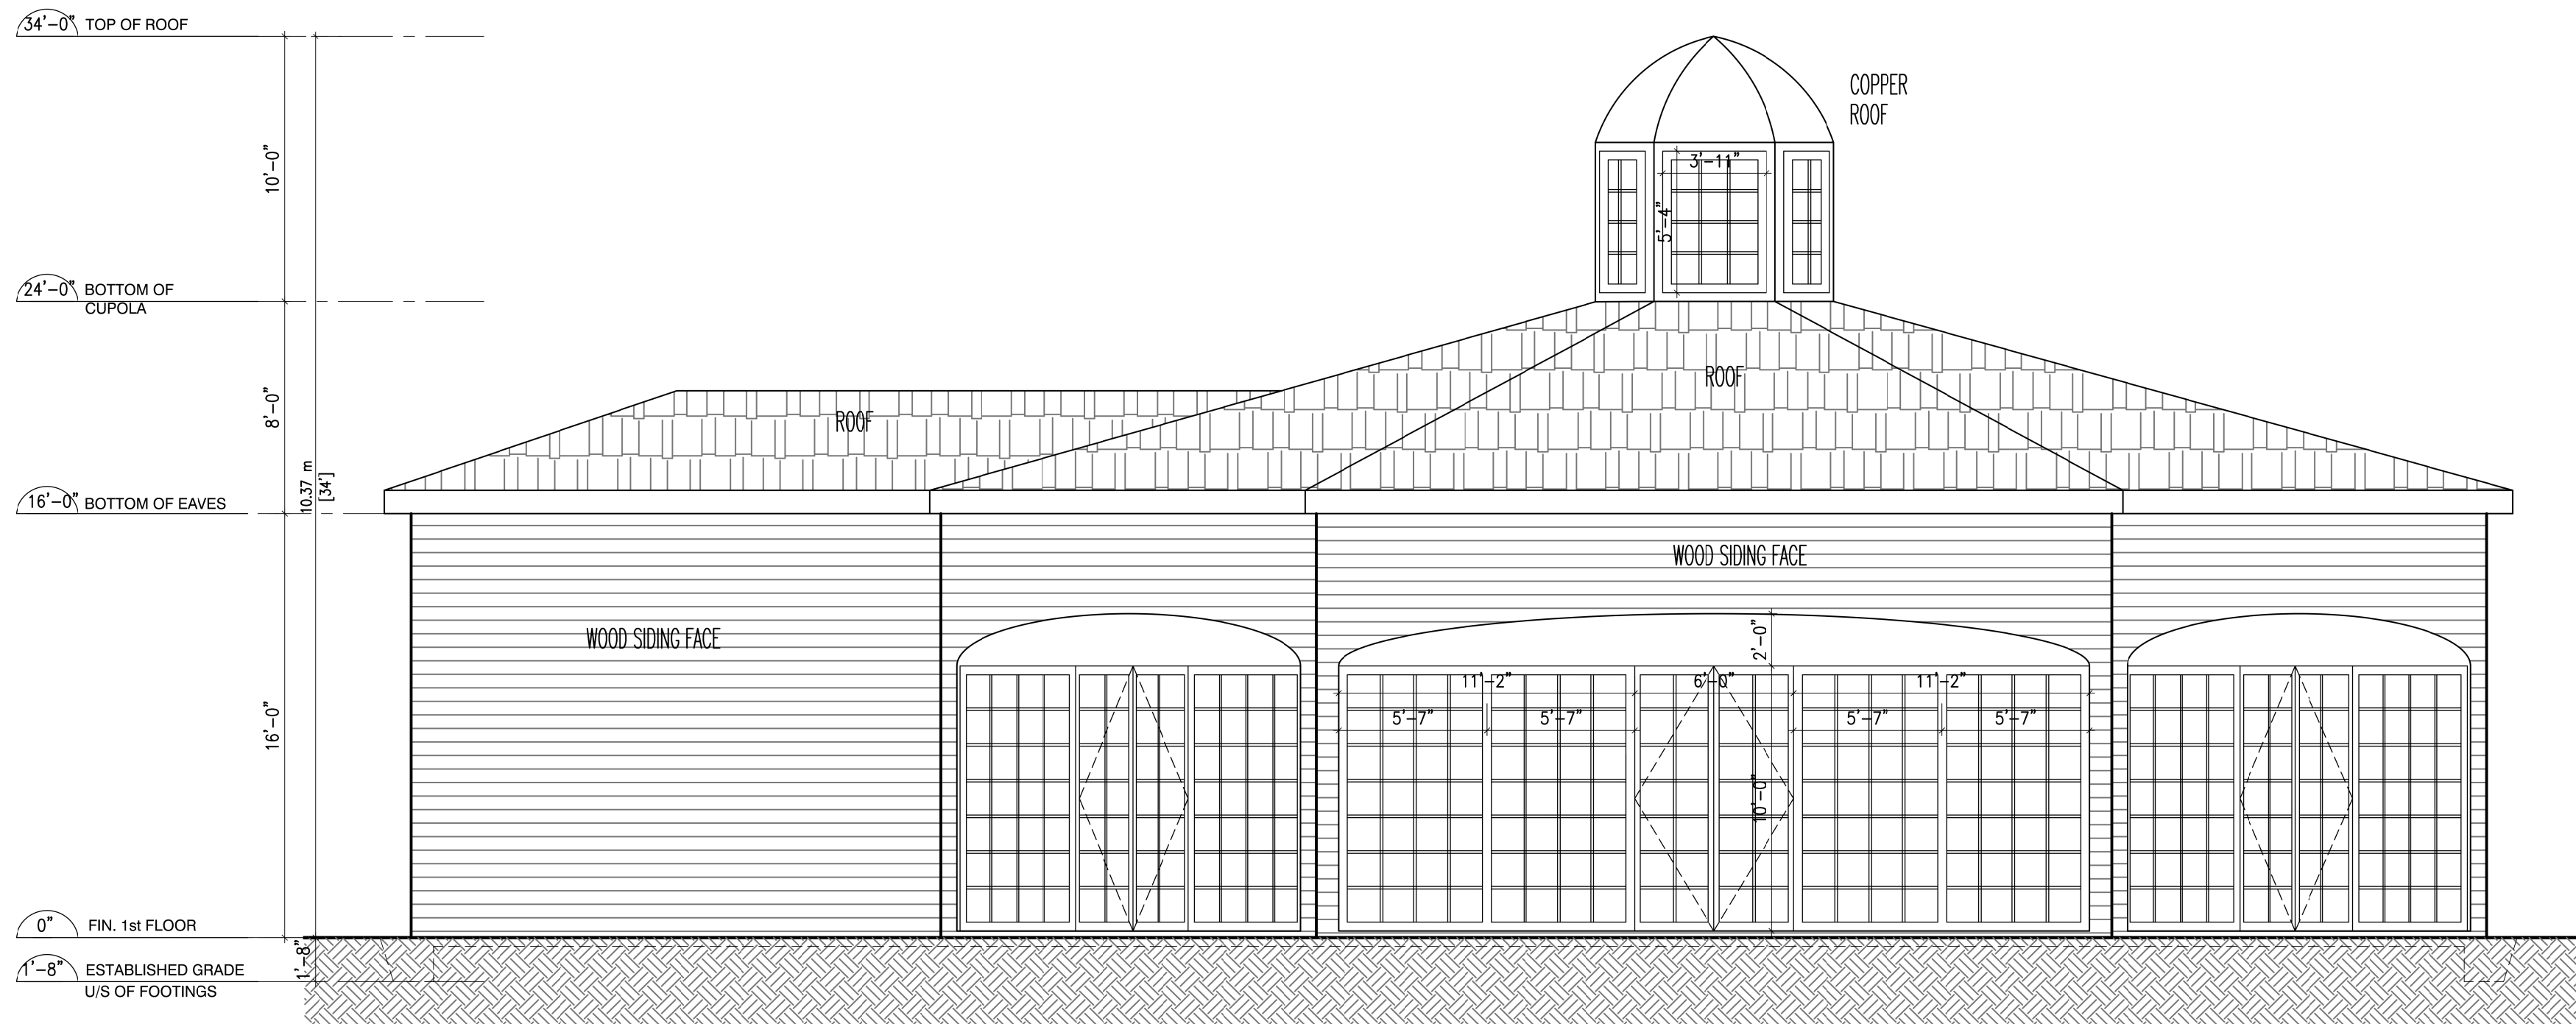 34'-0" TOP OF ROOF
COPPER
ROOF
10'-0"
3'-11"
5'-4"
24'-0" BOTTOM OF
CUPOLA
ROOF
8'-0"
ROOF
10.37 m
[34']
16'-0" BOTTOM OF EAVES
WOOD SIDING FACE
WOOD SIDING FACE
2'-0"
11'-2" 6'-0" 11'-2"
5'-7" 5'-7" 5'-7" 5'-7"
16'-0"
10'-0"
0" FIN. 1st FLOOR
1'-8"
1'-8" ESTABLISHED GRADE
U/S OF FOOTINGS